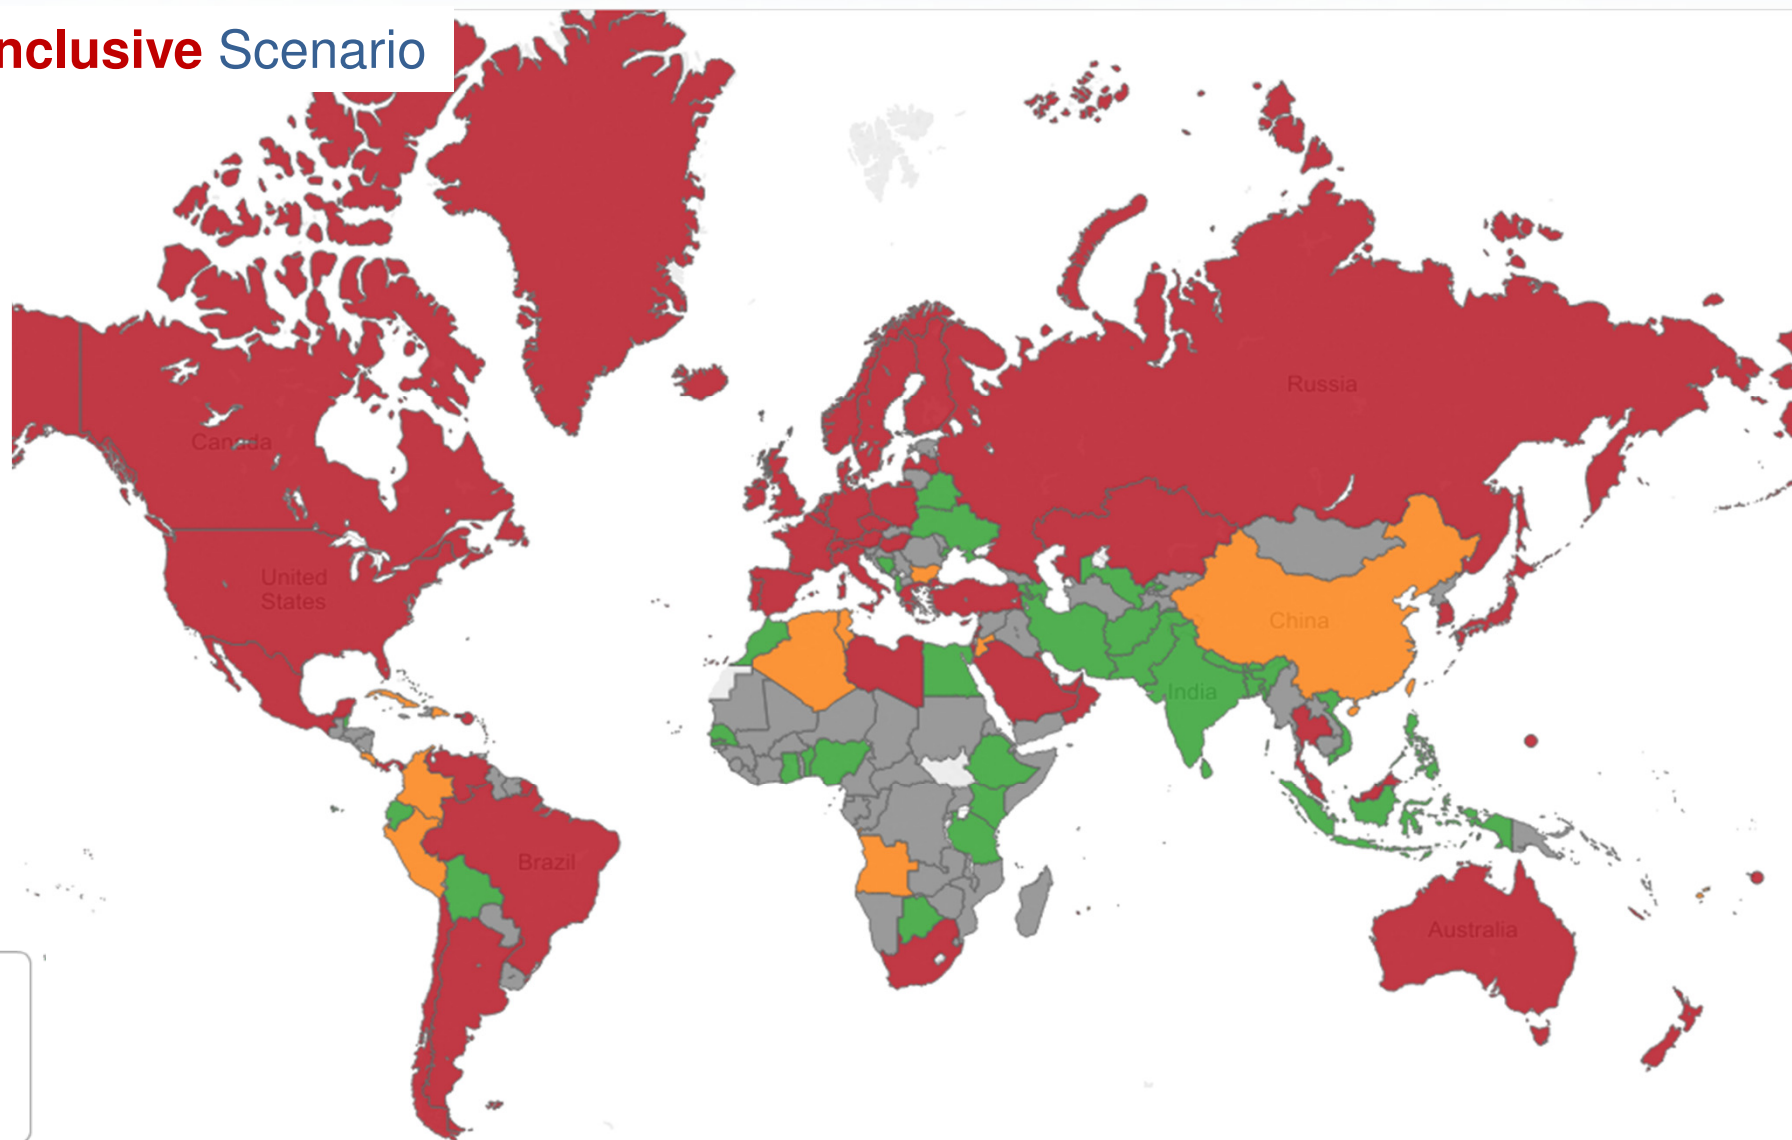 nclusive Scenario
Russia
Canada
United
States
China
India
Brazil
Australia